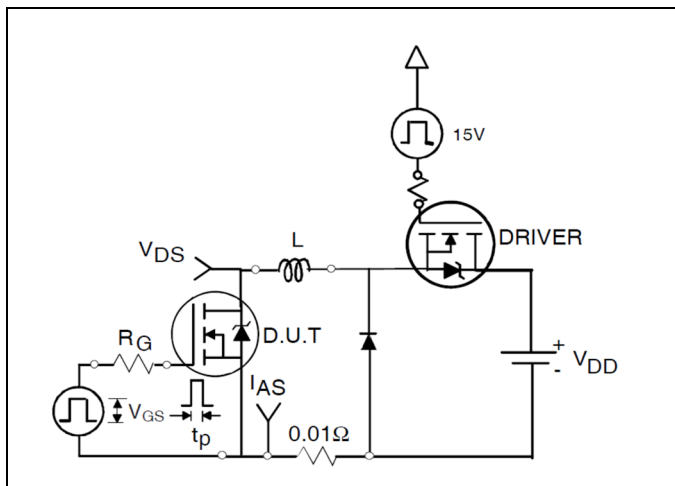 15V
DRIVER
VDS
L
D.U.T
RG
IAS
+
VDD
-
VGS
tp
0.01Ω